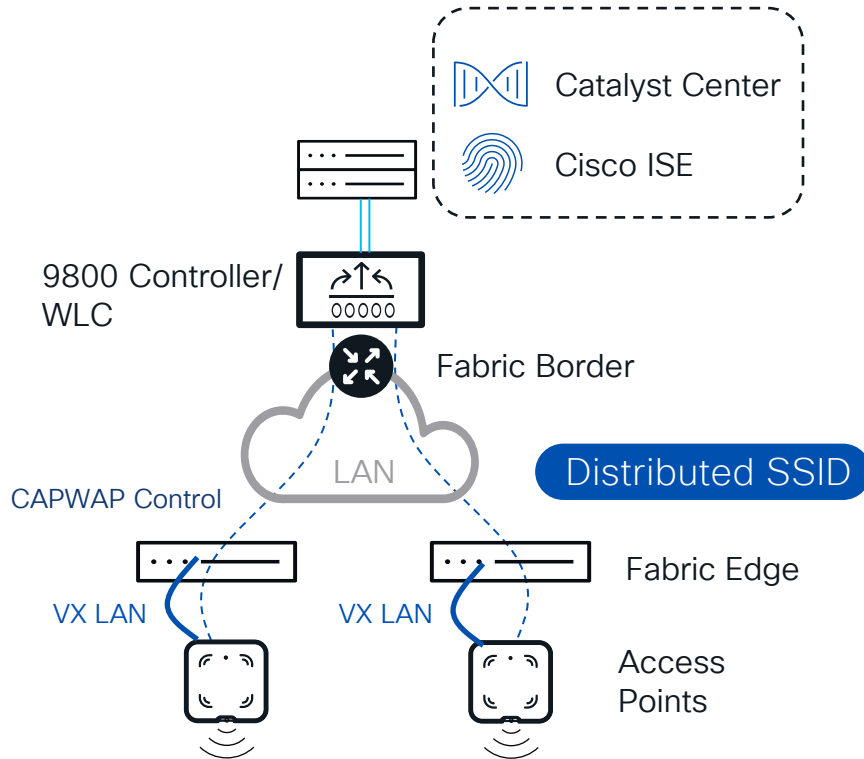 Catalyst Center
Cisco ISE
9800 Controller/
WLC
Fabric Border
LAN
Distributed SSID
CAPWAP Control
Fabric Edge
VX LAN
VX LAN
Access
Points